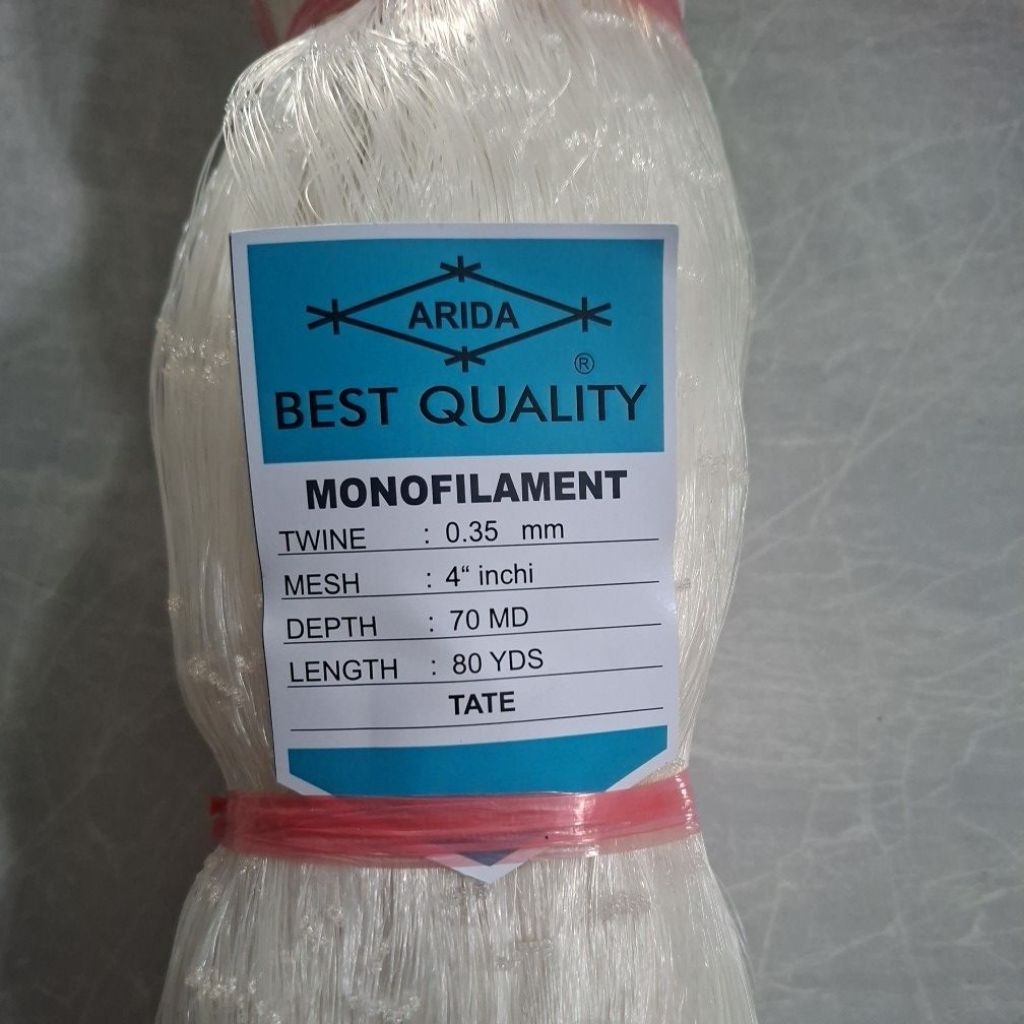 ARIDA
®
BEST QUALITY
MONOFILAMENT
TWINE : 0.35 mm
MESH : 4“ inchi
DEPTH : 70 MD
LENGTH : 80 YDS
TATE